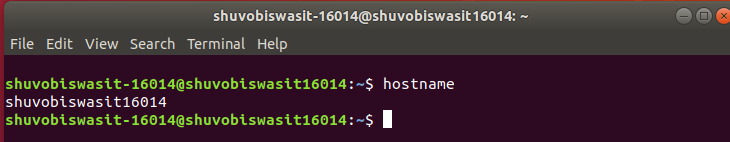 shuvobiswasit-16014@shuvobiswasit16014: ~
File Edit View Search Terminal Help
shuvobiswasit-16014@shuvobiswasit16014:~$ hostname
shuvobiswasit16014
shuvobiswasit-16014@shuvobiswasit16014:~$